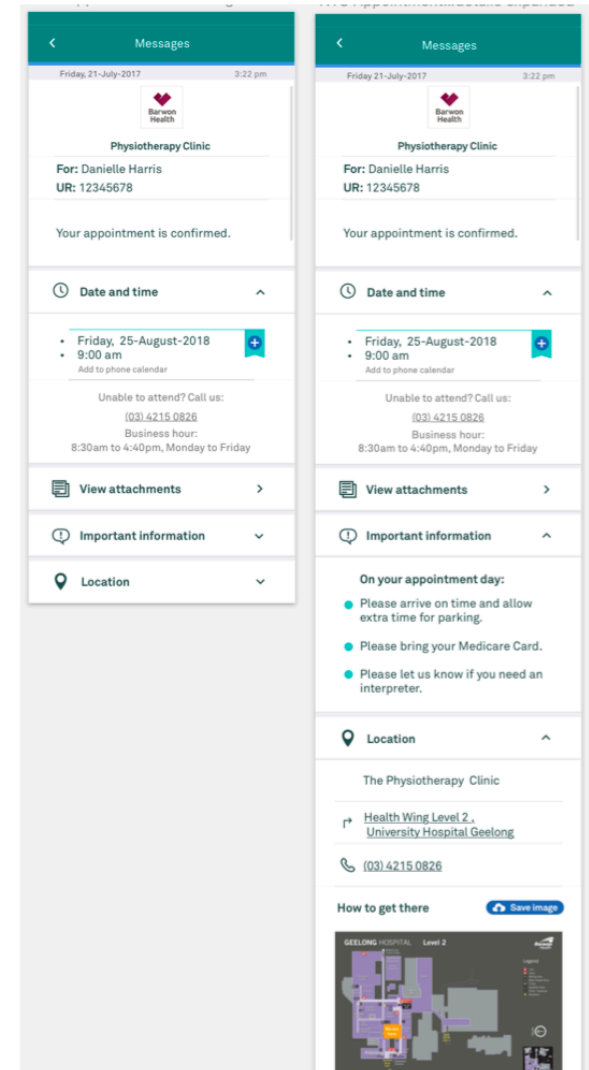 Messages
Friday, 21-July-2017 3:22 pm
Barwon
Health
Physiotherapy Clinic
For: Danielle Harris
UR: 12345678
Your appointment is confirmed.
Date and time
Friday, 25-August-2018
9:00 am
Add to phone calendar
Unable to attend? Call us:
(03) 4215 0826
Business hour:
8:30am to 4:40pm, Monday to Friday
View attachments
Important information
Location
Messages
Friday 21-July-2017 3:22 pm
Barwon
Health
Physiotherapy Clinic
For: Danielle Harris
UR: 12345678
Your appointment is confirmed.
Date and time
Friday, 25-August-2018
9:00 am
Add to phone calendar
Unable to attend? Call us:
(03) 4215 0826
Business hour:
8:30am to 4:40pm, Monday to Friday
View attachments
Important information
On your appointment day:
Please arrive on time and allow
extra time for parking.
Please bring your Medicare Card.
Please let us know if you need an
interpreter.
Location
The Physiotherapy Clinic
Health Wing Level 2 ,
University Hospital Geelong
(03) 4215 0826
How to get there Save image
GEELONG HOSPITAL Level 2
Legend